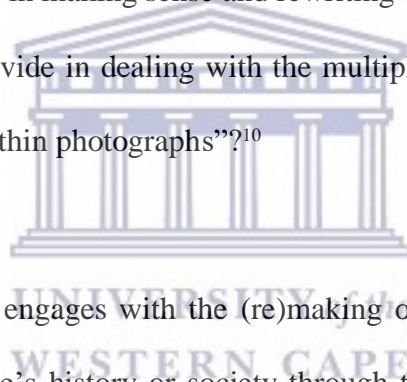 in making sense and rewriting
vide in dealing with the multip
thin photographs”?¹⁰
UNIVERSITY of the
engages with the (re)making o
WESTERN CAPE
e’s history or society through t